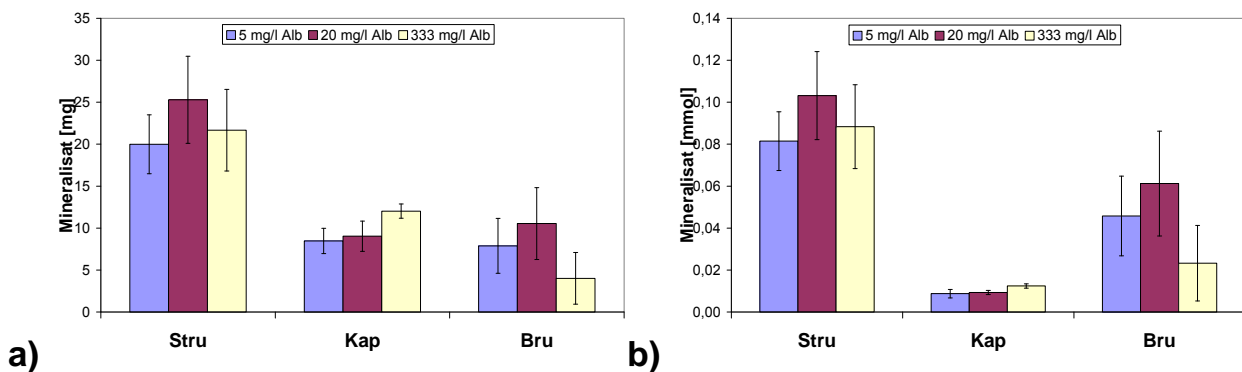 Mineralisat [mg]
35
30
25
20
15
10
5
0
5 mg/l Alb 20 mg/l Alb 333 mg/l Alb
Stru Kap Bru
a)
Mineralisat [mmol]
0,14
0,12
0,10
0,08
0,06
0,04
0,02
0,00
5 mg/l Alb 20 mg/l Alb 333 mg/l Alb
Stru Kap Bru
b)